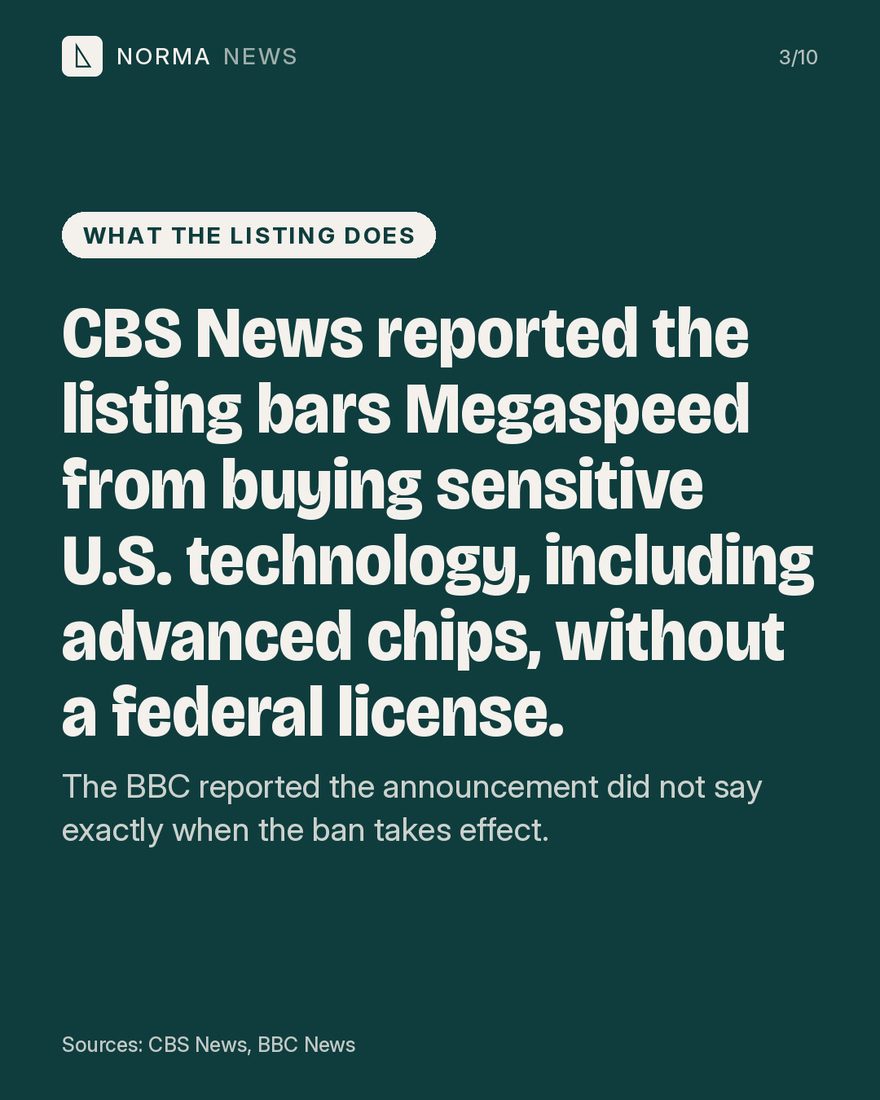 NORMA NEWS
3/10
WHAT THE LISTING DOES
CBS News reported the
listing bars Megaspeed
from buying sensitive
U.S. technology, including
advanced chips, without
a federal license.
The BBC reported the announcement did not say
exactly when the ban takes effect.
Sources: CBS News, BBC News